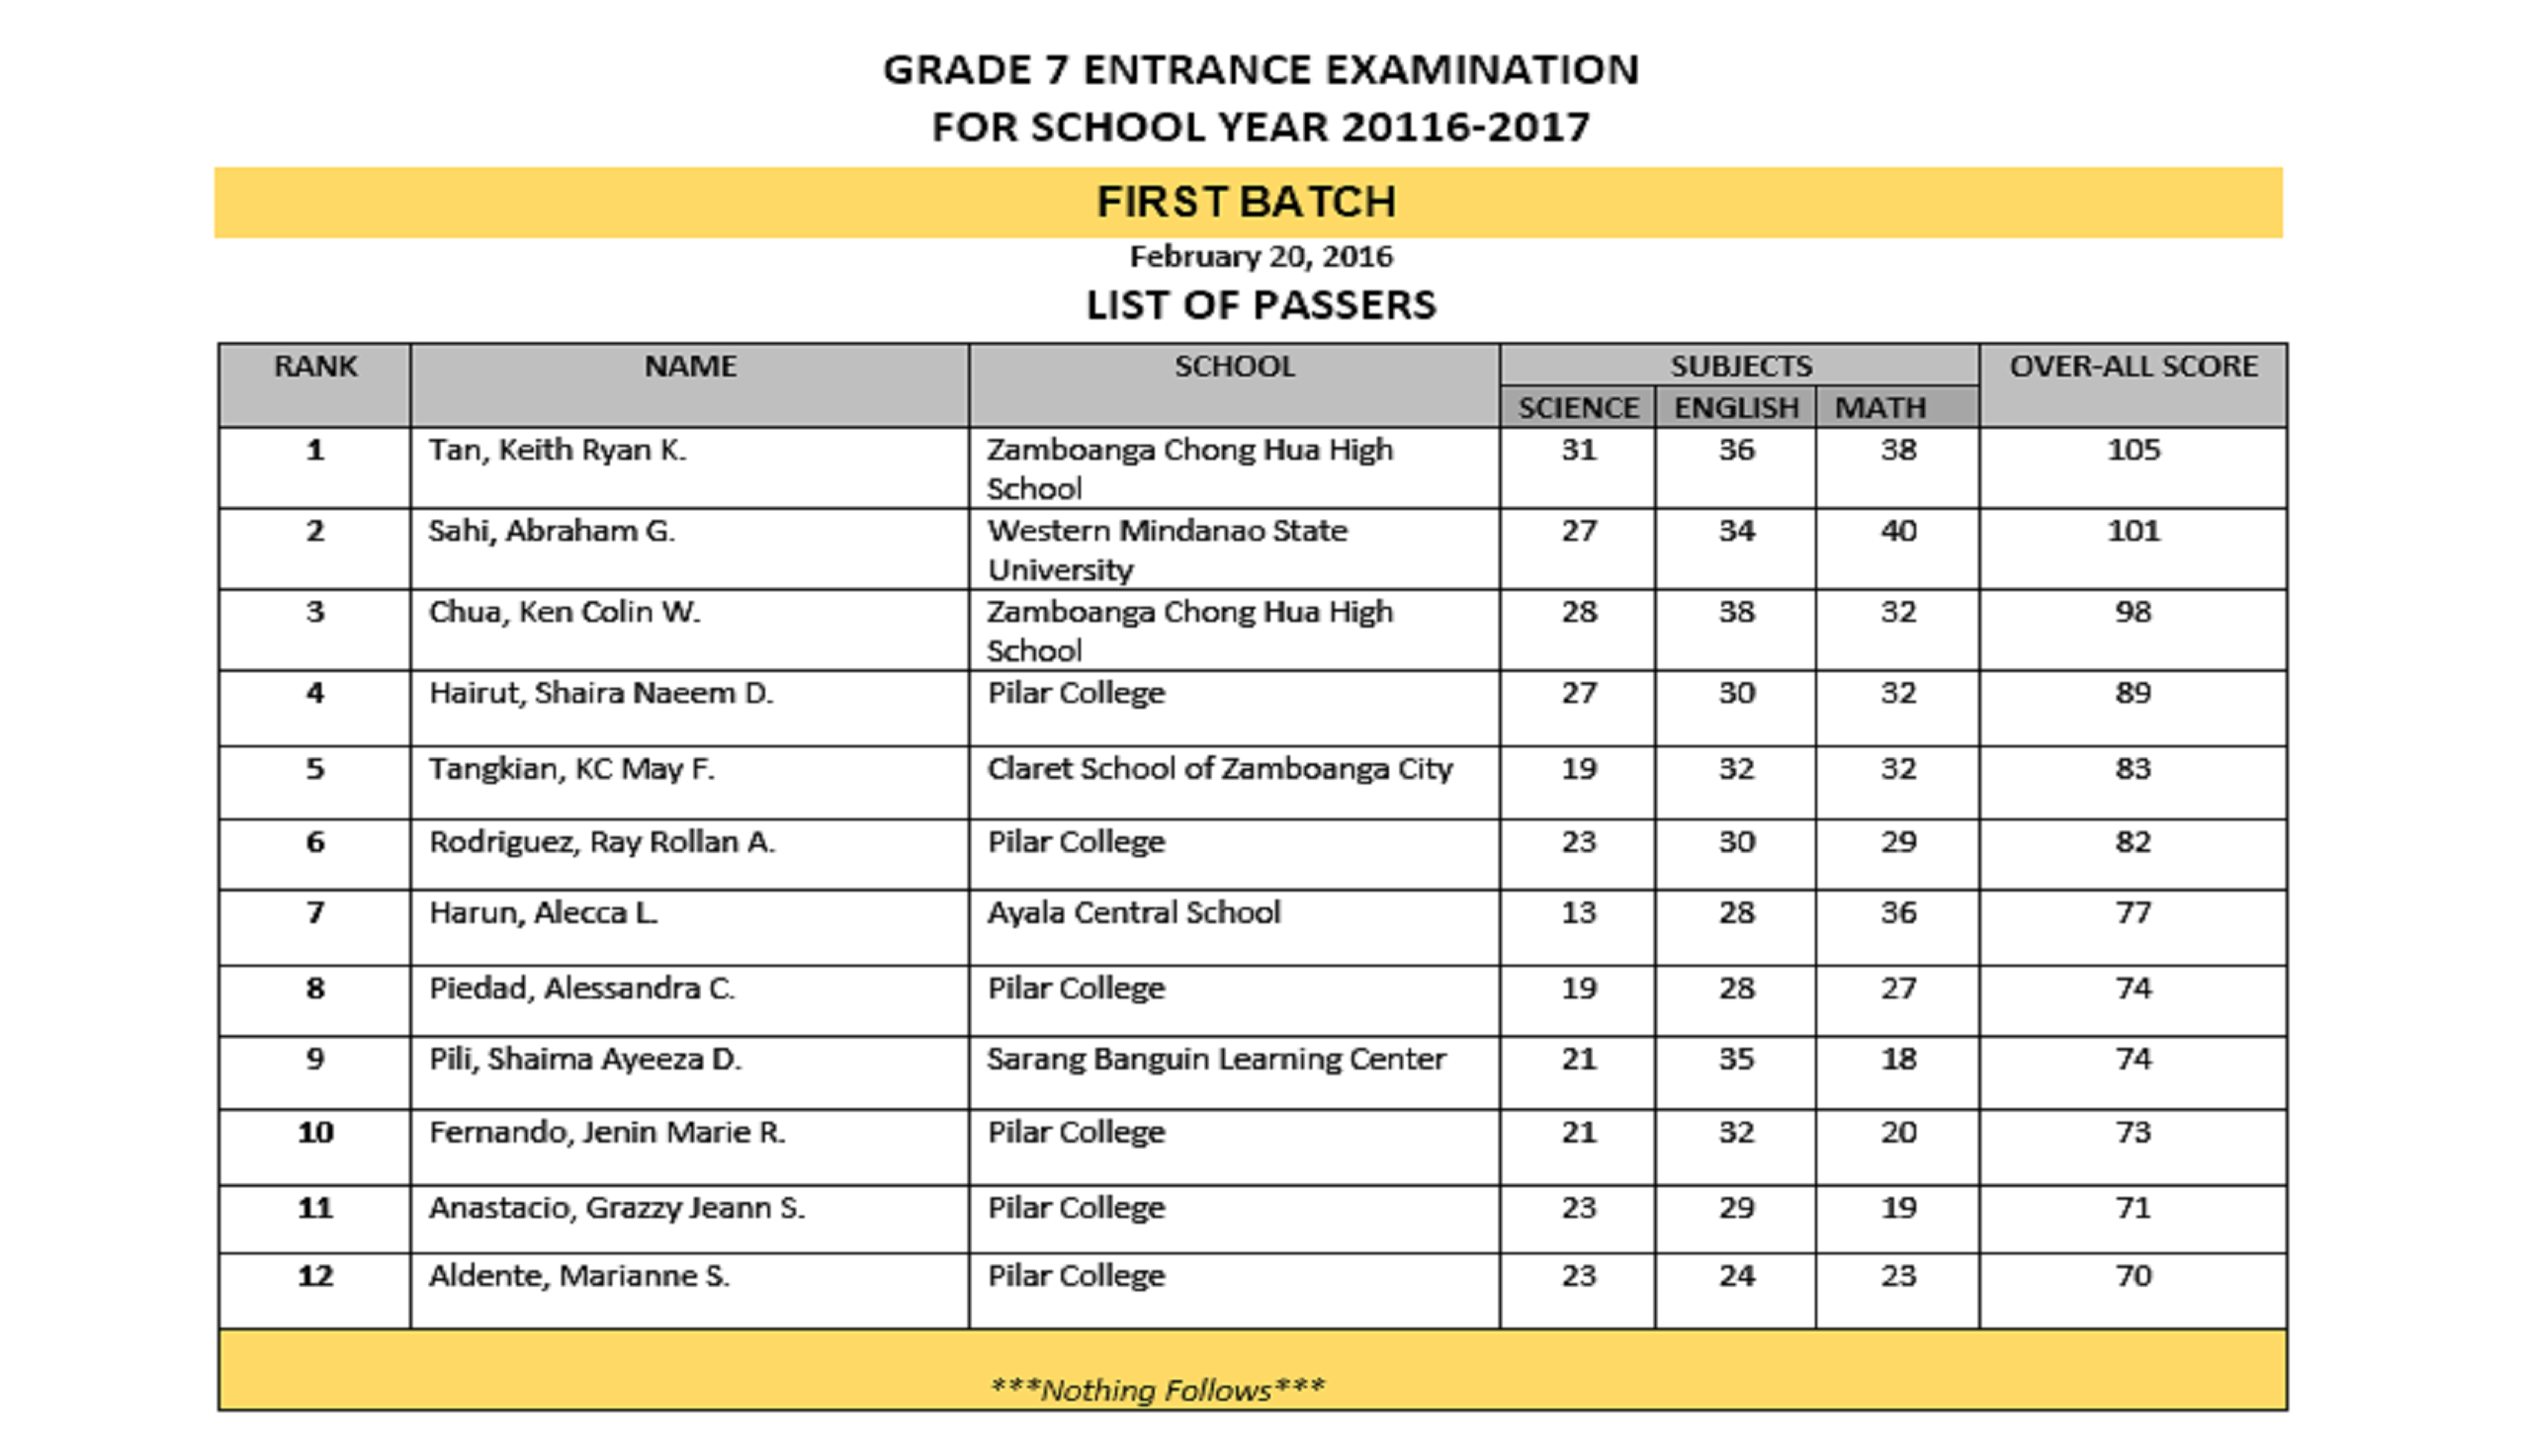 GRADE 7 ENTRANCE EXAMINATION
FOR SCHOOL YEAR 20116-2017
FIRST BATCH
February 20, 2016
LIST OF PASSERS
RANK NAME SCHOOL SUBJECTS OVER-ALL SCORE
SCIENCE ENGLISH MATH
1 Tan, Keith Ryan K. Zamboanga Chong Hua High 31 36 38 105
School
2 Sahi, Abraham G. Western Mindanao State 27 34 40 101
University
3 Chua, Ken Colin W. Zamboanga Chong Hua High 28 38 32 98
School
4 Hairut, Shaira Naeem D. Pilar College 27 30 32 89
5 Tangkian, KC May F. Claret School of Zamboanga City 19 32 32 83
6 Rodriguez, Ray Rollan A. Pilar College 23 30 29 82
7 Harun, Alecca L. Ayala Central School 13 28 36 77
8 Piedad, Alessandra C. Pilar College 19 28 27 74
9 Pili, Shaima Ayeeza D. Sarang Banguin Learning Center 21 35 18 74
10 Fernando, Jenin Marie R. Pilar College 21 32 20 73
11 Anastacio, Grazzy Jeann S. Pilar College 23 29 19 71
12 Aldente, Marianne S. Pilar College 23 24 23 70
***Nothing Follows***